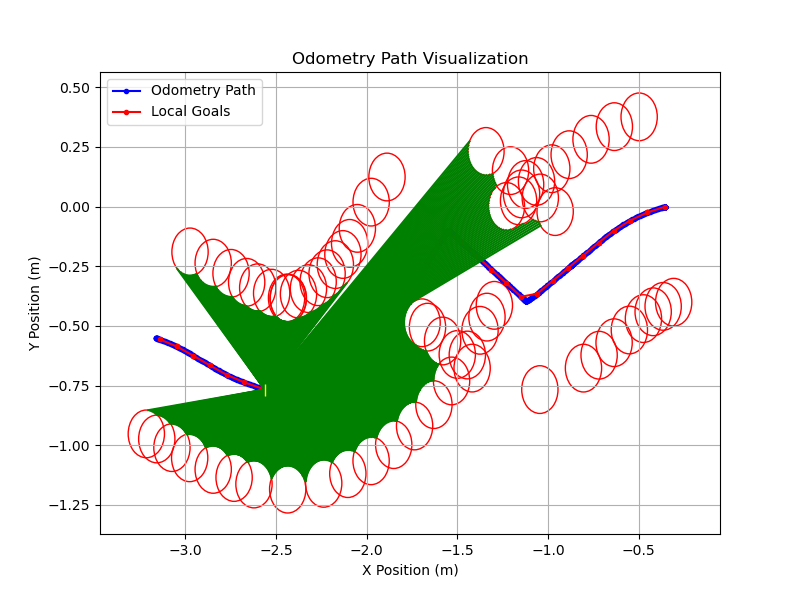 Odometry Path Visualization
Odometry Path
Local Goals
0.50
0.25
0.00
−0.25
−0.50
−0.75
−1.00
−1.25
Y Position (m)
−3.0
−2.5
−2.0
−1.5
−1.0
−0.5
X Position (m)